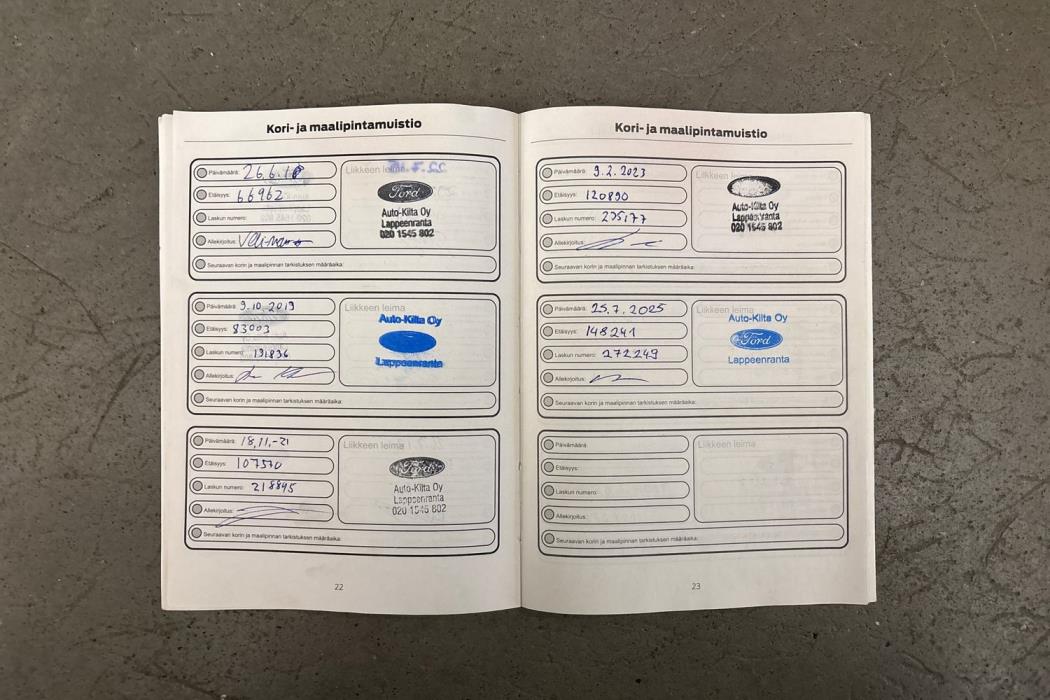 Kori- ja maalipintamuistio
Päivämäärä: 26.6.18
Etäisyys: 66962
Laskun numero:
Allekirjoitus:
Liikkeen leima
Ford
Auto-Kilta Oy
Lappeenranta
020 1545 802
Seuraavan korin ja maalipinnan tarkistuksen määräaika:
Päivämäärä: 9.10.2019
Etäisyys: 83003
Laskun numero: 191836
Allekirjoitus:
Liikkeen leima
Auto-Kilta Oy
Lappeenranta
Seuraavan korin ja maalipinnan tarkistuksen määräaika:
Päivämäärä: 18.11.-21
Etäisyys: 107570
Laskun numero: 218845
Allekirjoitus:
Liikkeen leima
Ford
Auto-Kilta Oy
Lappeenranta
020 1545 802
Seuraavan korin ja maalipinnan tarkistuksen määräaika:
22
Kori- ja maalipintamuistio
Päivämäärä: 9.2.2023
Etäisyys: 120890
Laskun numero: 235177
Allekirjoitus:
Liikkeen leima
Auto-Kilta Oy
Lappeenranta
020 1545 802
Seuraavan korin ja maalipinnan tarkistuksen määräaika:
Päivämäärä: 25.7.2025
Etäisyys: 148241
Laskun numero: 272249
Allekirjoitus:
Liikkeen leima
Auto-Kilta Oy
Ford
Lappeenranta
Seuraavan korin ja maalipinnan tarkistuksen määräaika:
Päivämäärä:
Etäisyys:
Laskun numero:
Allekirjoitus:
Liikkeen leima
Seuraavan korin ja maalipinnan tarkistuksen määräaika:
23